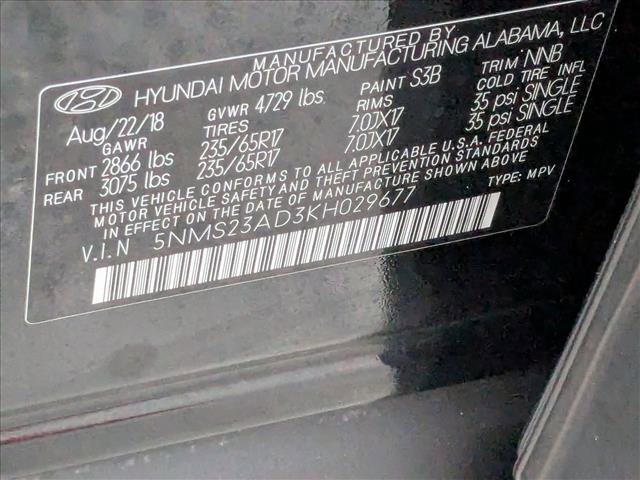 MANUFACTURED BY
HYUNDAI MOTOR MANUFACTURING ALABAMA, LLC
Aug/22/18 GVWR 4729 lbs. PAINT S3B TRIM NNB
GAWR TIRES RIMS COLD TIRE INFL
FRONT 2866 lbs 235/65R17 7.0JX17 35 psi SINGLE
REAR 3075 lbs 235/65R17 7.0JX17 35 psi SINGLE
THIS VEHICLE CONFORMS TO ALL APPLICABLE U.S.A. FEDERAL
MOTOR VEHICLE SAFETY AND THEFT PREVENTION STANDARDS
IN EFFECT ON THE DATE OF MANUFACTURE SHOWN ABOVE
V.I.N 5NMS23AD3KH029677 TYPE: MPV